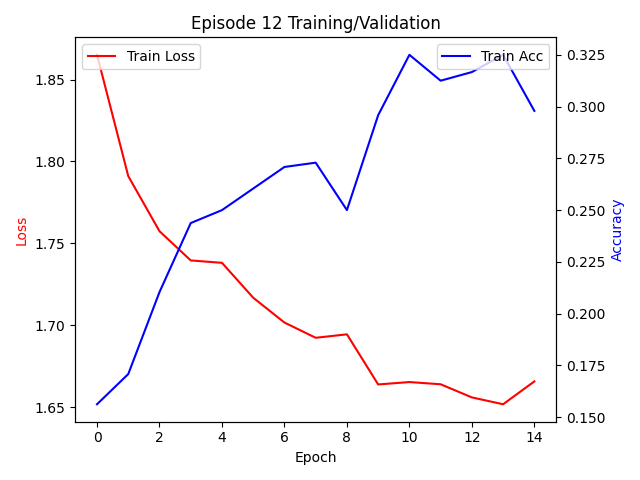 Episode 12 Training/Validation
Train Loss
Train Acc
1.85
1.80
1.75
1.70
1.65
Loss
0.325
0.300
0.275
0.250
0.225
0.200
0.175
0.150
Accuracy
0 2 4 6 8 10 12 14
Epoch